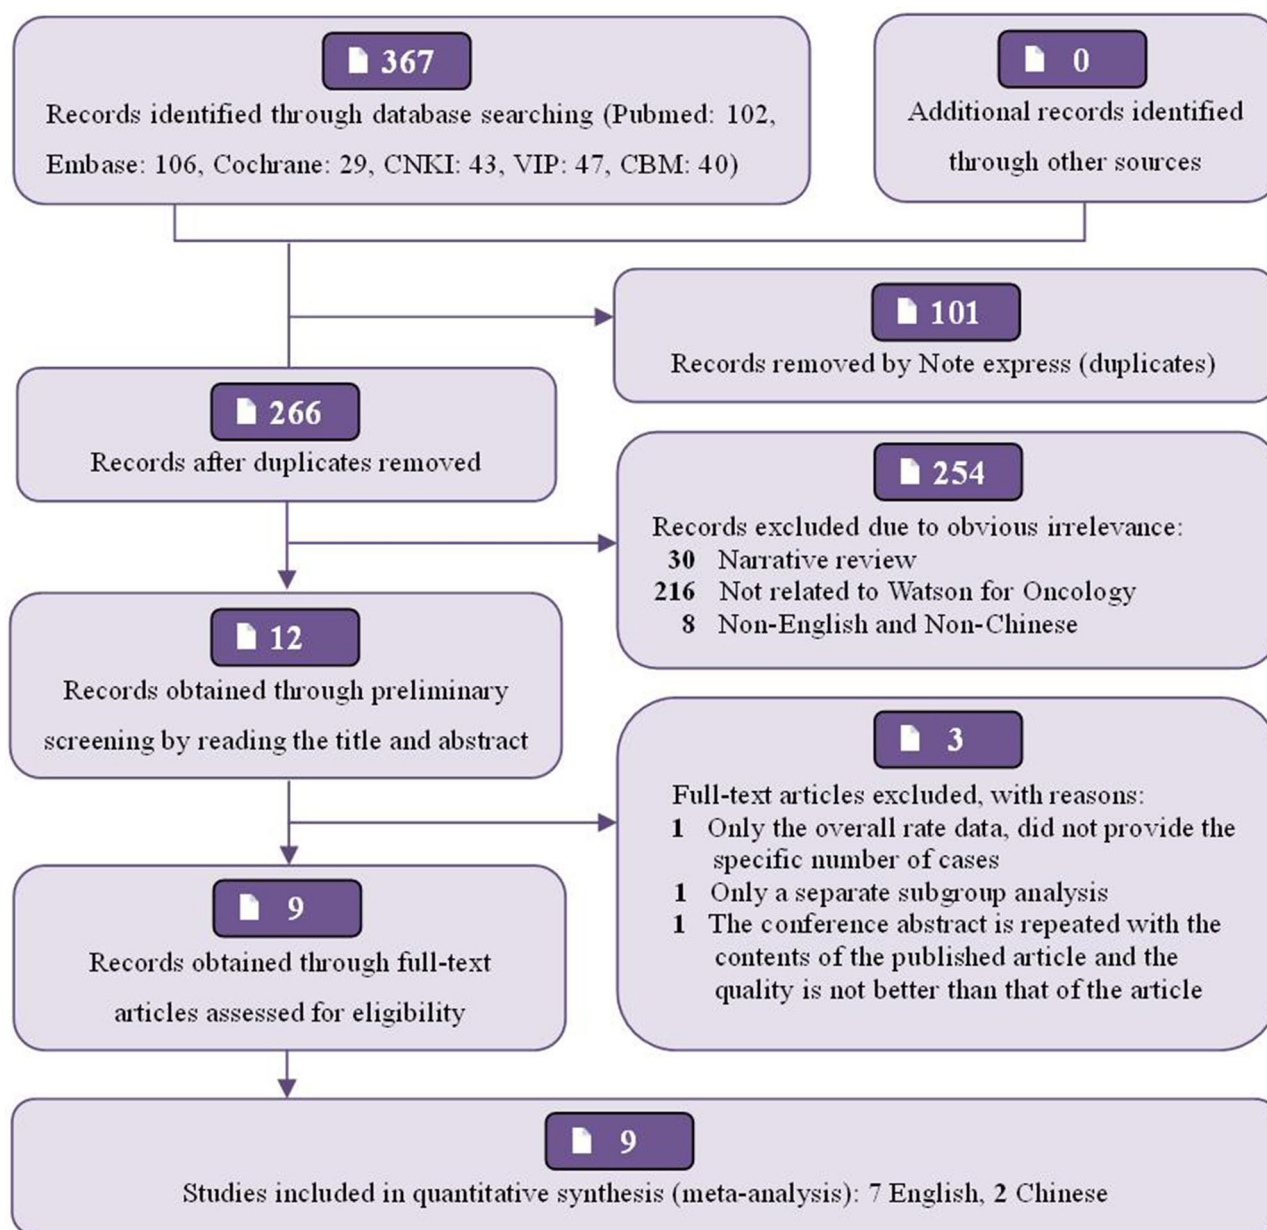 367
Records identified through database searching (Pubmed: 102,
Embase: 106, Cochrane: 29, CNKI: 43, VIP: 47, CBM: 40)
0
Additional records identified
through other sources
101
Records removed by Note express (duplicates)
266
Records after duplicates removed
254
Records excluded due to obvious irrelevance:
30 Narrative review
216 Not related to Watson for Oncology
8 Non-English and Non-Chinese
12
Records obtained through preliminary
screening by reading the title and abstract
3
Full-text articles excluded, with reasons:
1 Only the overall rate data, did not provide the
specific number of cases
1 Only a separate subgroup analysis
1 The conference abstract is repeated with the
contents of the published article and the
quality is not better than that of the article
9
Records obtained through full-text
articles assessed for eligibility
9
Studies included in quantitative synthesis (meta-analysis): 7 English, 2 Chinese